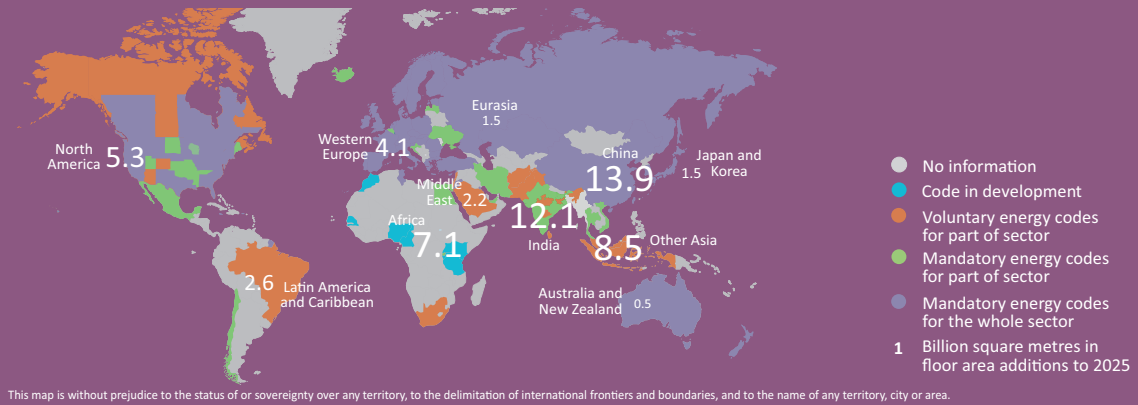 Eurasia
1.5
North
America
5.3
Western
Europe
4.1
China
13.9
Japan and
Korea
1.5
Middle
East
2.2
12.1
India
Africa
7.1
8.5
Other Asia
2.6
Latin America
and Caribbean
Australia and
New Zealand
0.5
No information
Code in development
Voluntary energy codes
for part of sector
Mandatory energy codes
for part of sector
Mandatory energy codes
for the whole sector
1
Billion square metres in
floor area additions to 2025
This map is without prejudice to the status of or sovereignty over any territory, to the delimitation of international frontiers and boundaries, and to the name of any territory, city or area.